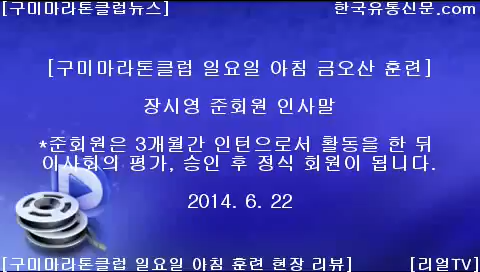 [구미마라톤클럽뉴스] 한국유통신문.com
[구미마라톤클럽 일요일 아침 금오산 훈련]
장시영 준회원 인사말
*준회원은 3개월간 인턴으로서 활동을 한 뒤
이사회의 평가, 승인 후 정식 회원이 됩니다.
2014. 6. 22
[구미마라톤클럽 일요일 아침 훈련 현장 리뷰] [리얼TV]